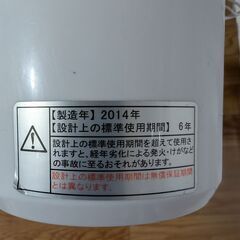 【製造年】2014年
【設計上の標準使用期間】 6年
設計上の標準使用期間を超えて使用さ
れますと、経年劣化による発火・けがなど
の事故に至るおそれがあります。
設計上の標準使用期間は無償保証期間
とは異なります。